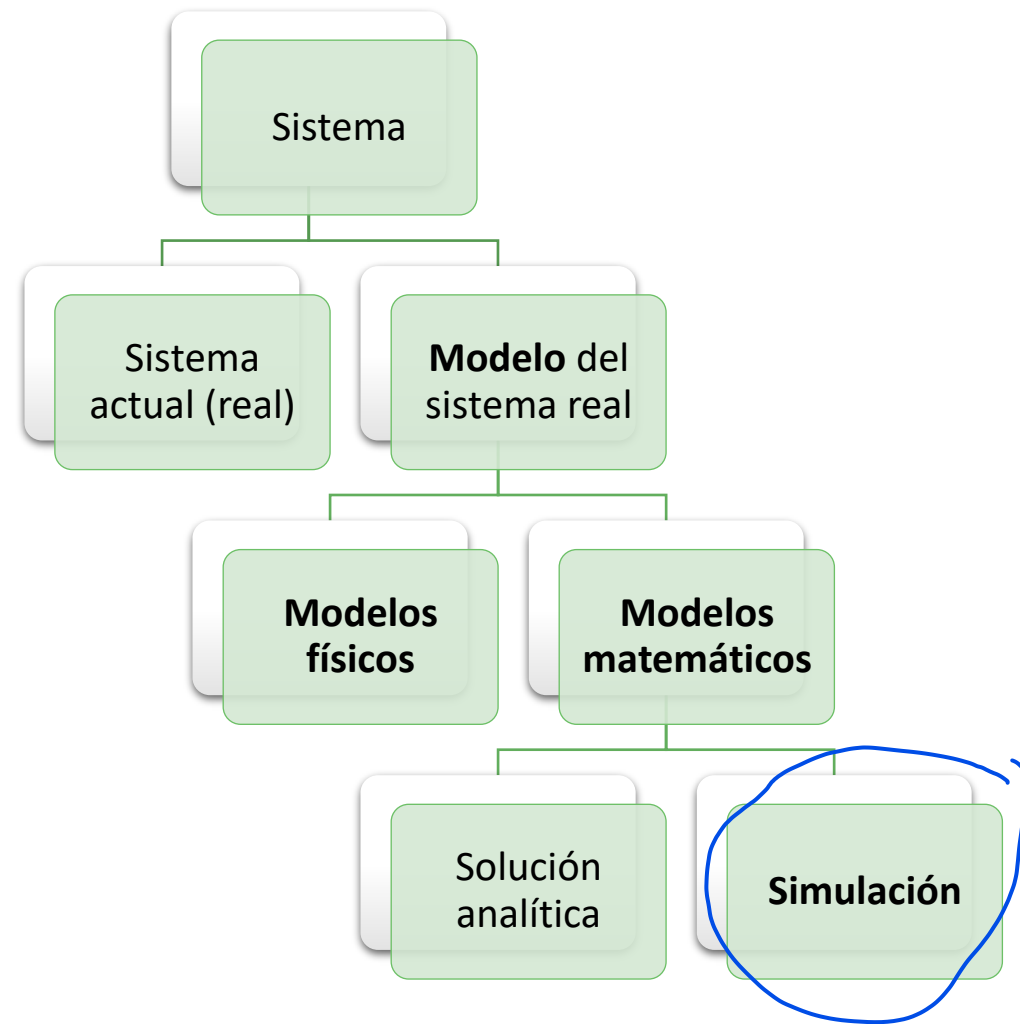 Sistema
Sistema
actual (real)
Modelo del
sistema real
Modelos
físicos
Modelos
matemáticos
Solución
analítica
Simulación